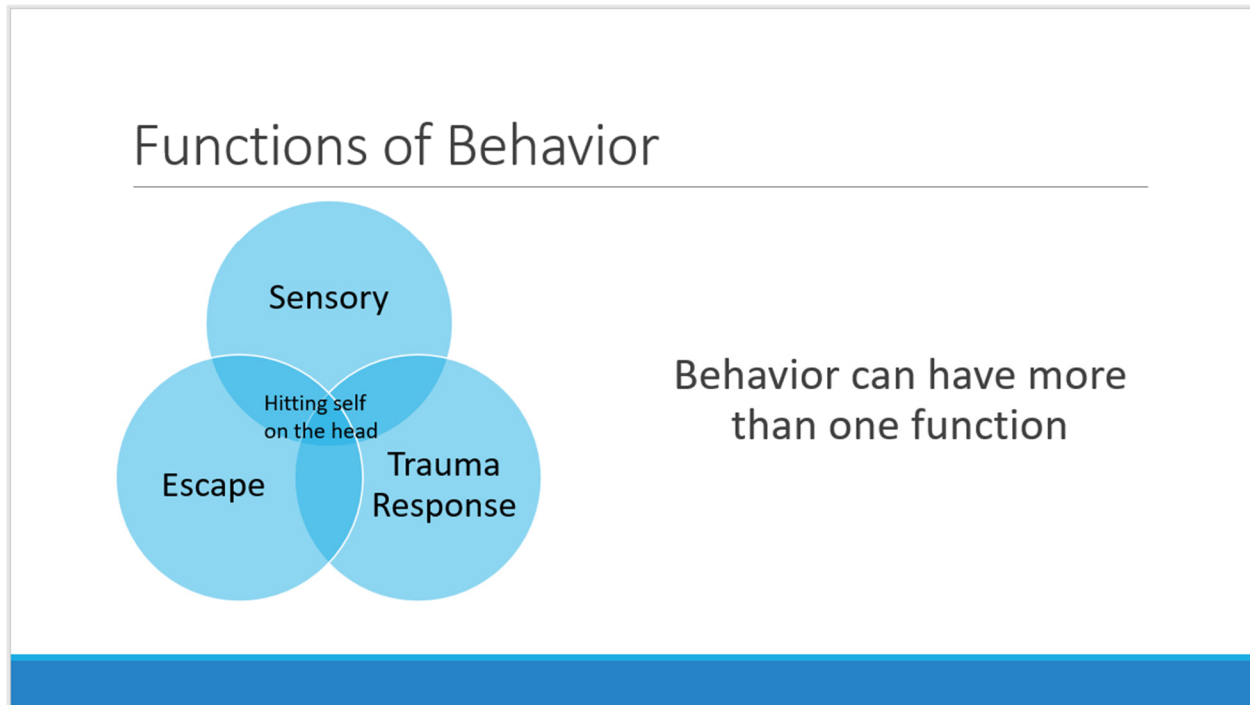 Functions of Behavior
Sensory
Hitting self
on the head
Escape
Trauma
Response
Behavior can have more
than one function